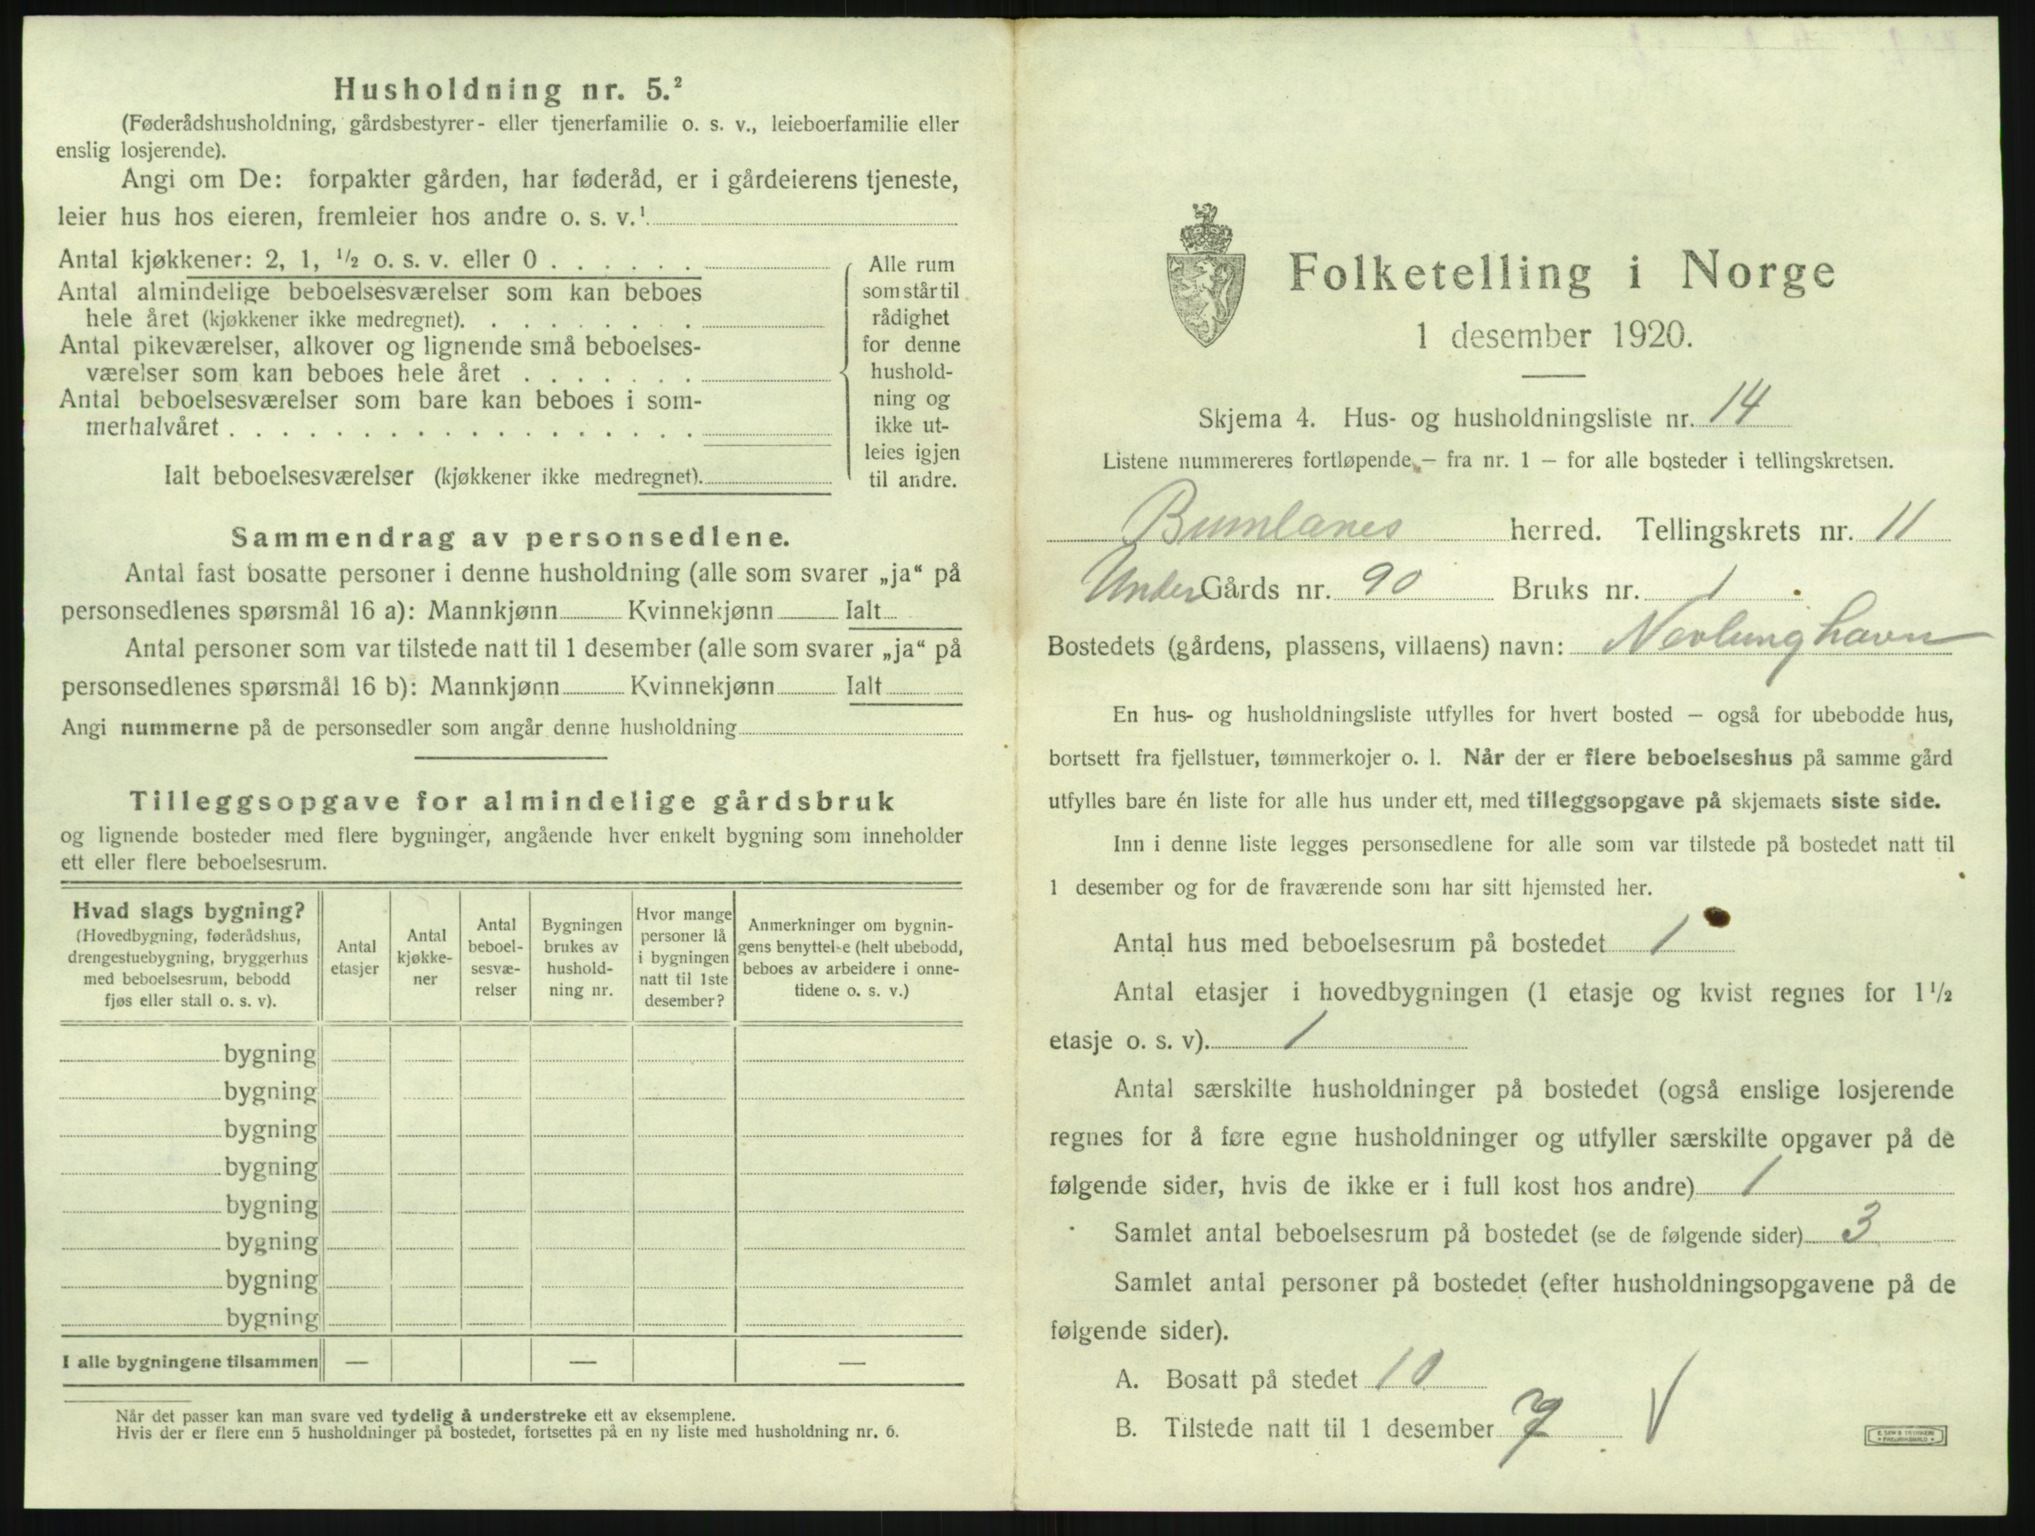 Husholdning nr. 5.²
(Føderådshusholdning, gårdsbestyrer- eller tjenerfamilie o. s. v., leieboerfamilie eller
enslig losjerende).
Angi om De: forpakter gården, har føderåd, er i gårdeierens tjeneste,
leier hus hos eieren, fremleier hos andre o. s. v.¹
Antal kjøkkener: 2, 1, ½ o. s. v. eller 0 . . . . . .
Antal almindelige beboelsesværelser som kan beboes
hele året (kjøkkener ikke medregnet). . . . . . . . .
Antal pikeværelser, alkover og lignende små beboelses-
værelser som kan beboes hele året . . . . . . .
Antal beboelsesværelser som bare kan beboes i som-
merhalvåret . . . . . . . . . . . . . . . . . .
Ialt beboelsesværelser (kjøkkener ikke medregnet).
Alle rum
som står til
rådighet
for denne
hushold-
ning og
ikke ut-
leies igjen
til andre.
Sammendrag av personsedlene.
Antal fast bosatte personer i denne husholdning (alle som svarer „ja“ på
personsedlenes spørsmål 16 a): Mannkjønn Kvinnekjønn Ialt
Antal personer som var tilstede natt til 1 desember (alle som svarer „ja“ på
personsedlenes spørsmål 16 b): Mannkjønn Kvinnekjønn Ialt
Angi nummerne på de personsedler som angår denne husholdning
Tilleggsopgave for almindelige gårdsbruk
og lignende bosteder med flere bygninger, angående hver enkelt bygning som inneholder
ett eller flere beboelsesrum.
Hvad slags bygning?
(Hovedbygning, føderådshus,
drengestuebygning, bryggerhus
med beboelsesrum, bebodd
fjøs eller stall o. s. v).
Antal
etasjer
Antal
kjøkke-
ner
Antal
beboel-
sesvæ-
relser
Bygningen
brukes av
hushold-
ning nr.
Hvor mange
personer lå
i bygningen
natt til 1ste
desember?
Anmerkninger om bygnin-
gens benyttelse (helt ubebodd,
beboes av arbeidere i onne-
tidene o. s. v.)
bygning
bygning
bygning
bygning
bygning
bygning
bygning
bygning
I alle bygningene tilsammen — — —
Når det passer kan man svare ved tydelig å understreke ett av eksemplene.
Hvis der er flere enn 5 husholdninger på bostedet, fortsettes på en ny liste med husholdning nr. 6.
Folketelling i Norge
1 desember 1920.
Skjema 4. Hus- og husholdningsliste nr. 14
Listene nummereres fortløpende – fra nr. 1 – for alle bosteder i tellingskretsen.
Brunlanes herred. Tellingskrets nr. 11
Under Gårds nr. 90 Bruks nr. 1
Bostedets (gårdens, plassens, villaens) navn: Nevlunghavn
En hus- og husholdningsliste utfylles for hvert bosted – også for ubebodde hus,
bortsett fra fjellstuer, tømmerkojer o. l. Når der er flere beboelseshus på samme gård
utfylles bare én liste for alle hus under ett, med tilleggsopgave på skjemaets siste side.
Inn i denne liste legges personsedlene for alle som var tilstede på bostedet natt til
1 desember og for de fraværende som har sitt hjemsted her.
Antal hus med beboelsesrum på bostedet 1
Antal etasjer i hovedbygningen (1 etasje og kvist regnes for 1½
etasje o. s. v). 1
Antal særskilte husholdninger på bostedet (også enslige losjerende
regnes for å føre egne husholdninger og utfyller særskilte opgaver på de
følgende sider, hvis de ikke er i full kost hos andre) 1
Samlet antal beboelsesrum på bostedet (se de følgende sider) 3
Samlet antal personer på bostedet (efter husholdningsopgavene på de
følgende sider).
A. Bosatt på stedet 10
B. Tilstede natt til 1 desember 7